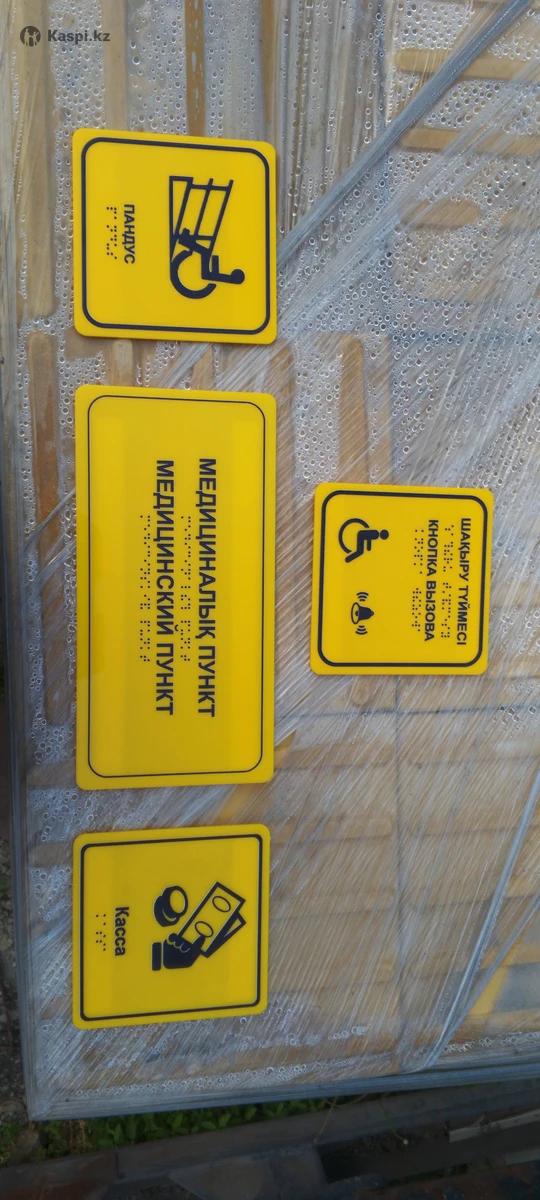 Kaspi.kz
ПАНДУС
МЕДИЦИНАЛЫҚ ПУНКТ
МЕДИЦИНСКИЙ ПУНКТ
ШАҚЫРУ ТҮЙМЕСІ
КНОПКА ВЫЗОВА
Касса